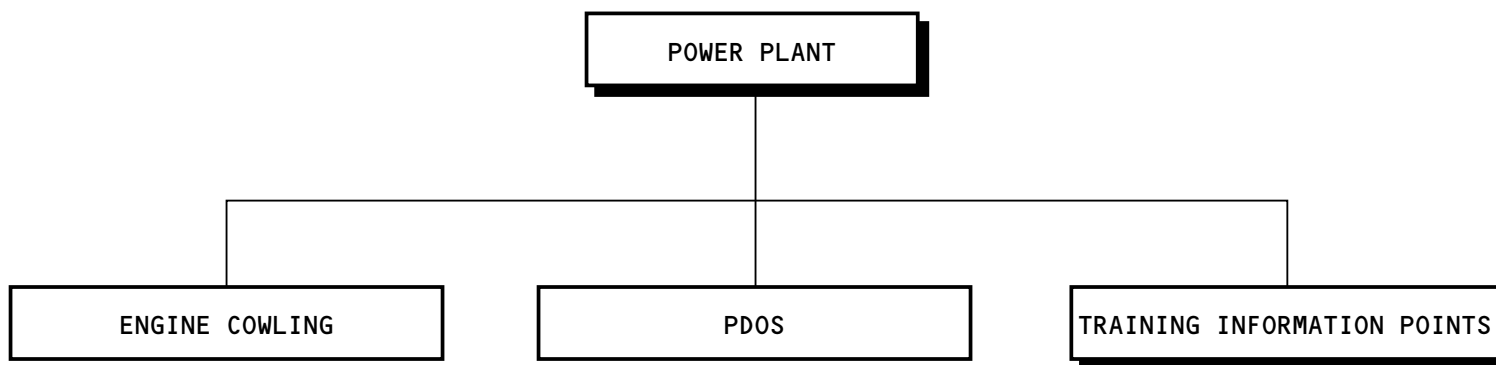 POWER PLANT
ENGINE COWLING
PDOS
TRAINING INFORMATION POINTS